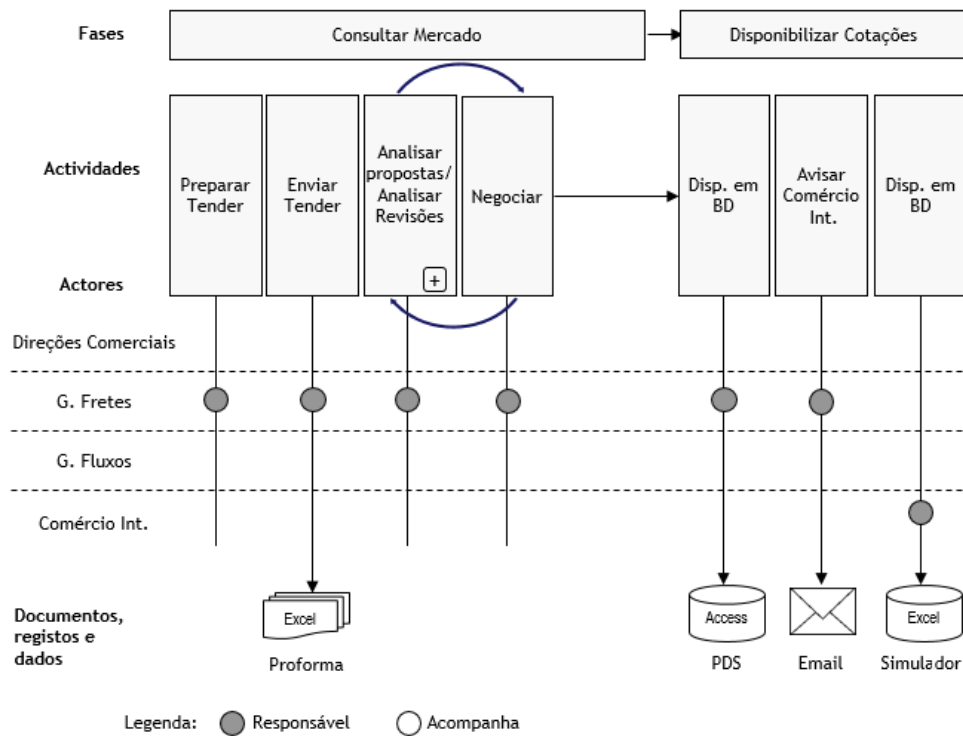 Fases
Consultar Mercado
Disponibilizar Cotações
Actividades
Preparar
Tender
Enviar
Tender
Analisar
propostas/
Analisar
Revisões
+
Negociar
Disp. em
BD
Avisar
Comércio
Int.
Disp. em
BD
Actores
Direções Comerciais
G. Fretes
G. Fluxos
Comércio Int.
Documentos,
registos e
dados
Excel
Proforma
Access
PDS
Email
Excel
Simulador
Legenda:
Responsável
Acompanha